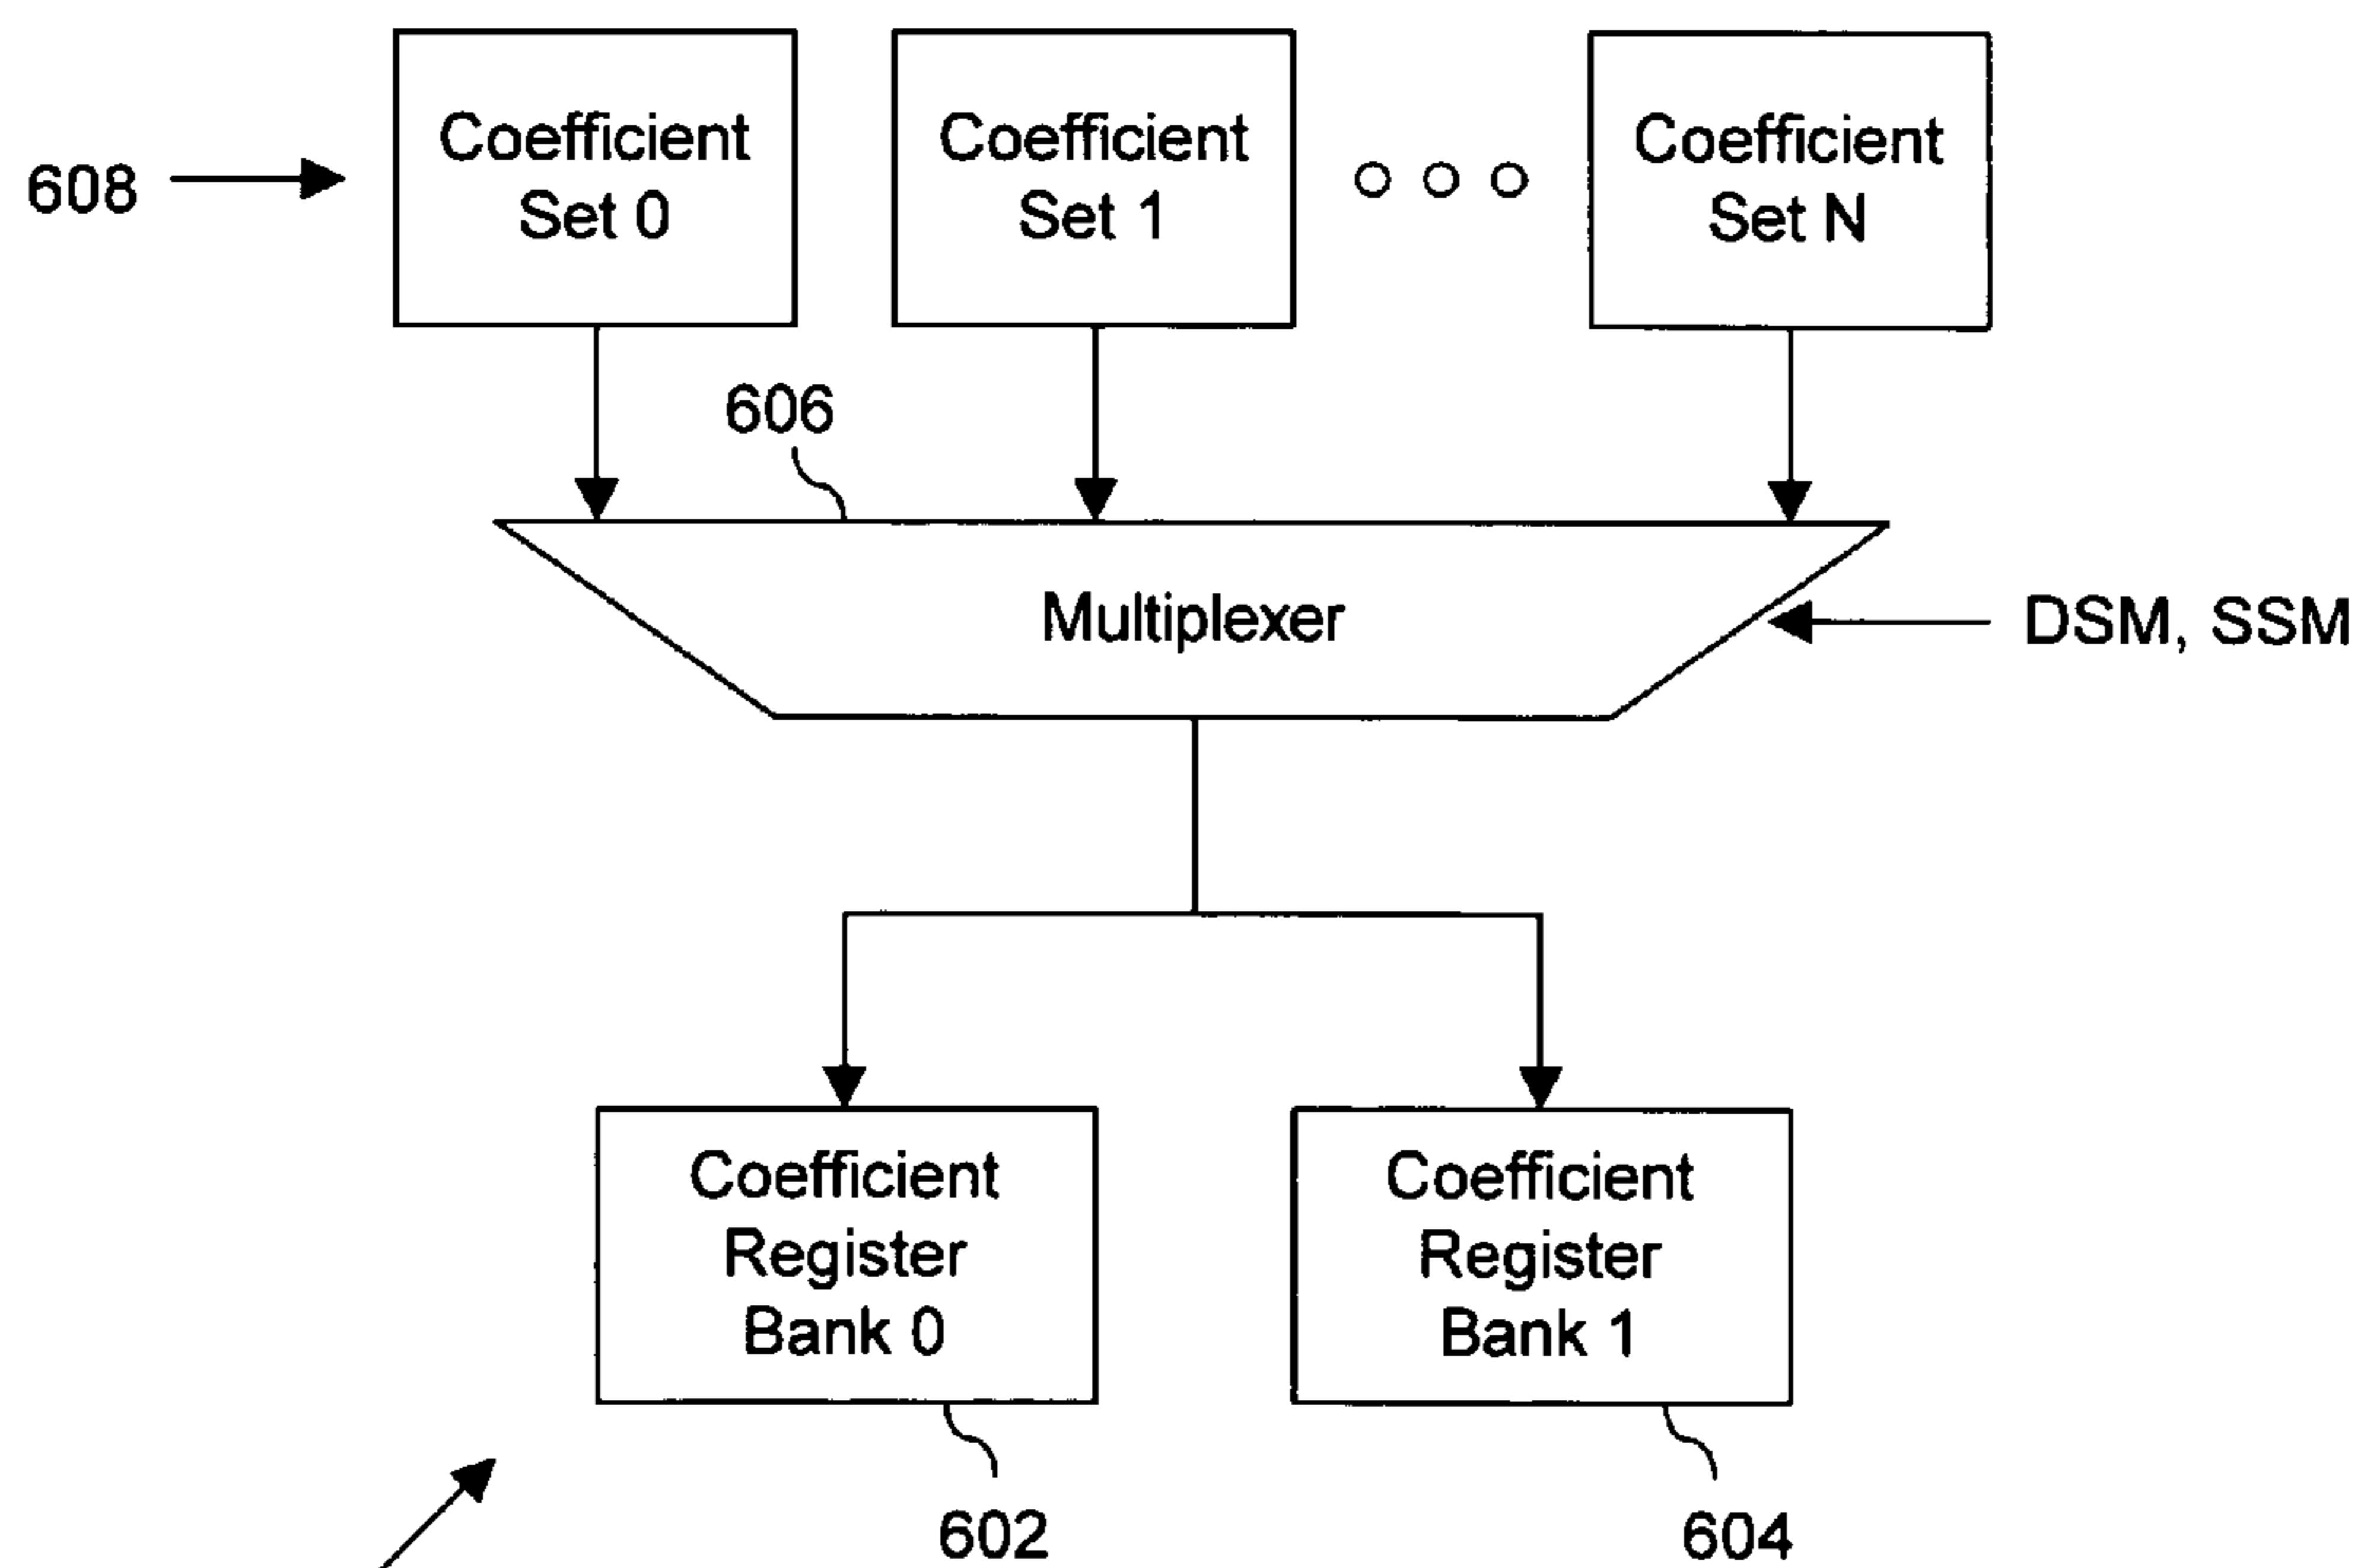 Coefficient
Set 0
Coefficient
Set 1
Coefficient
Set N
608
606
Multiplexer
DSM, SSM
Coefficient
Register
Bank 0
Coefficient
Register
Bank 1
602
604